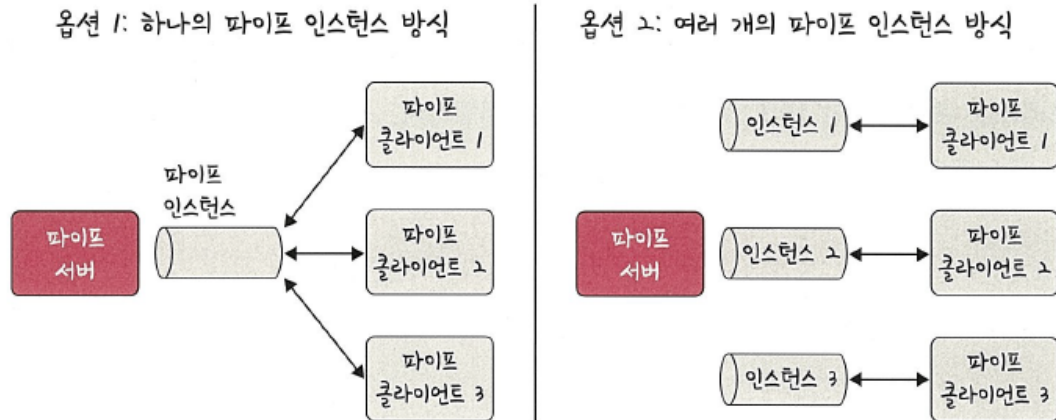 옵션 1: 하나의 파이프 인스턴스 방식
파이프
클라이언트 1
파이프
인스턴스
파이프
서버
파이프
클라이언트 2
파이프
클라이언트 3
옵션 2: 여러 개의 파이프 인스턴스 방식
인스턴스 1
파이프
클라이언트 1
파이프
서버
인스턴스 2
파이프
클라이언트 2
인스턴스 3
파이프
클라이언트 3